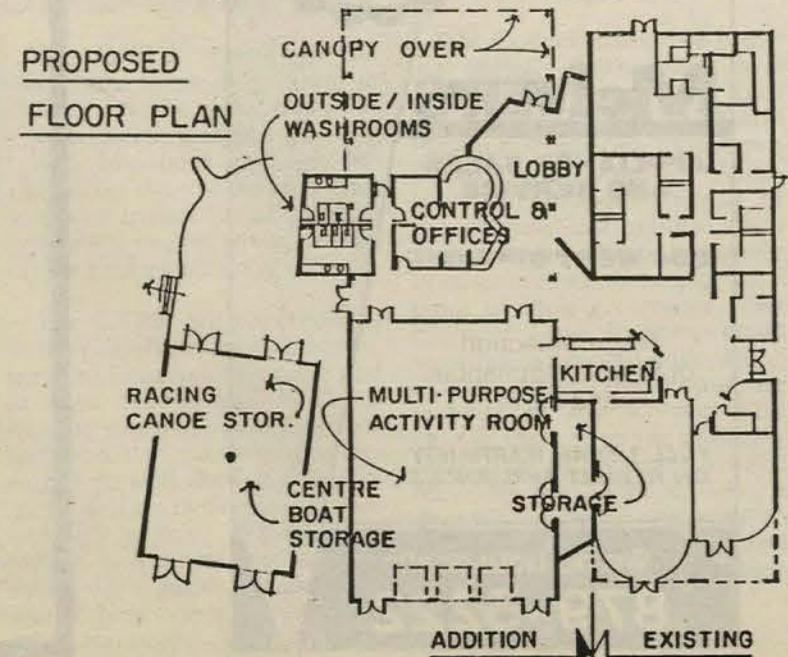 PROPOSED
FLOOR PLAN
CANOPY OVER
OUTSIDE/INSIDE
WASHROOMS
LOBBY
CONTROL &
OFFICES
KITCHEN
RACING
CANOE STOR.
MULTI-PURPOSE
ACTIVITY ROOM
CENTRE
BOAT
STORAGE
STORAGE
ADDITION EXISTING